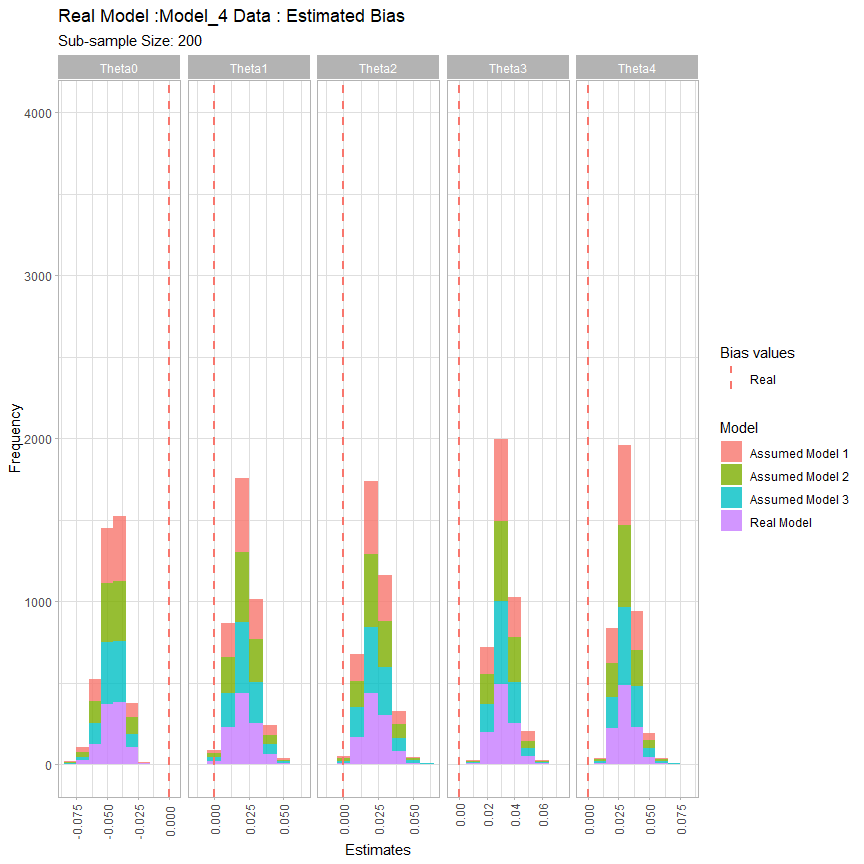 Real Model :Model_4 Data : Estimated Bias
Sub-sample Size: 200
Theta0 Theta1 Theta2 Theta3 Theta4
4000
3000
2000
1000
0
Frequency
-0.075 -0.050 -0.025 0.000 0.000 0.025 0.050 0.000 0.025 0.050 0.00 0.02 0.04 0.06 0.000 0.025 0.050 0.075
Estimates
Bias values
Real
Model
Assumed Model 1
Assumed Model 2
Assumed Model 3
Real Model